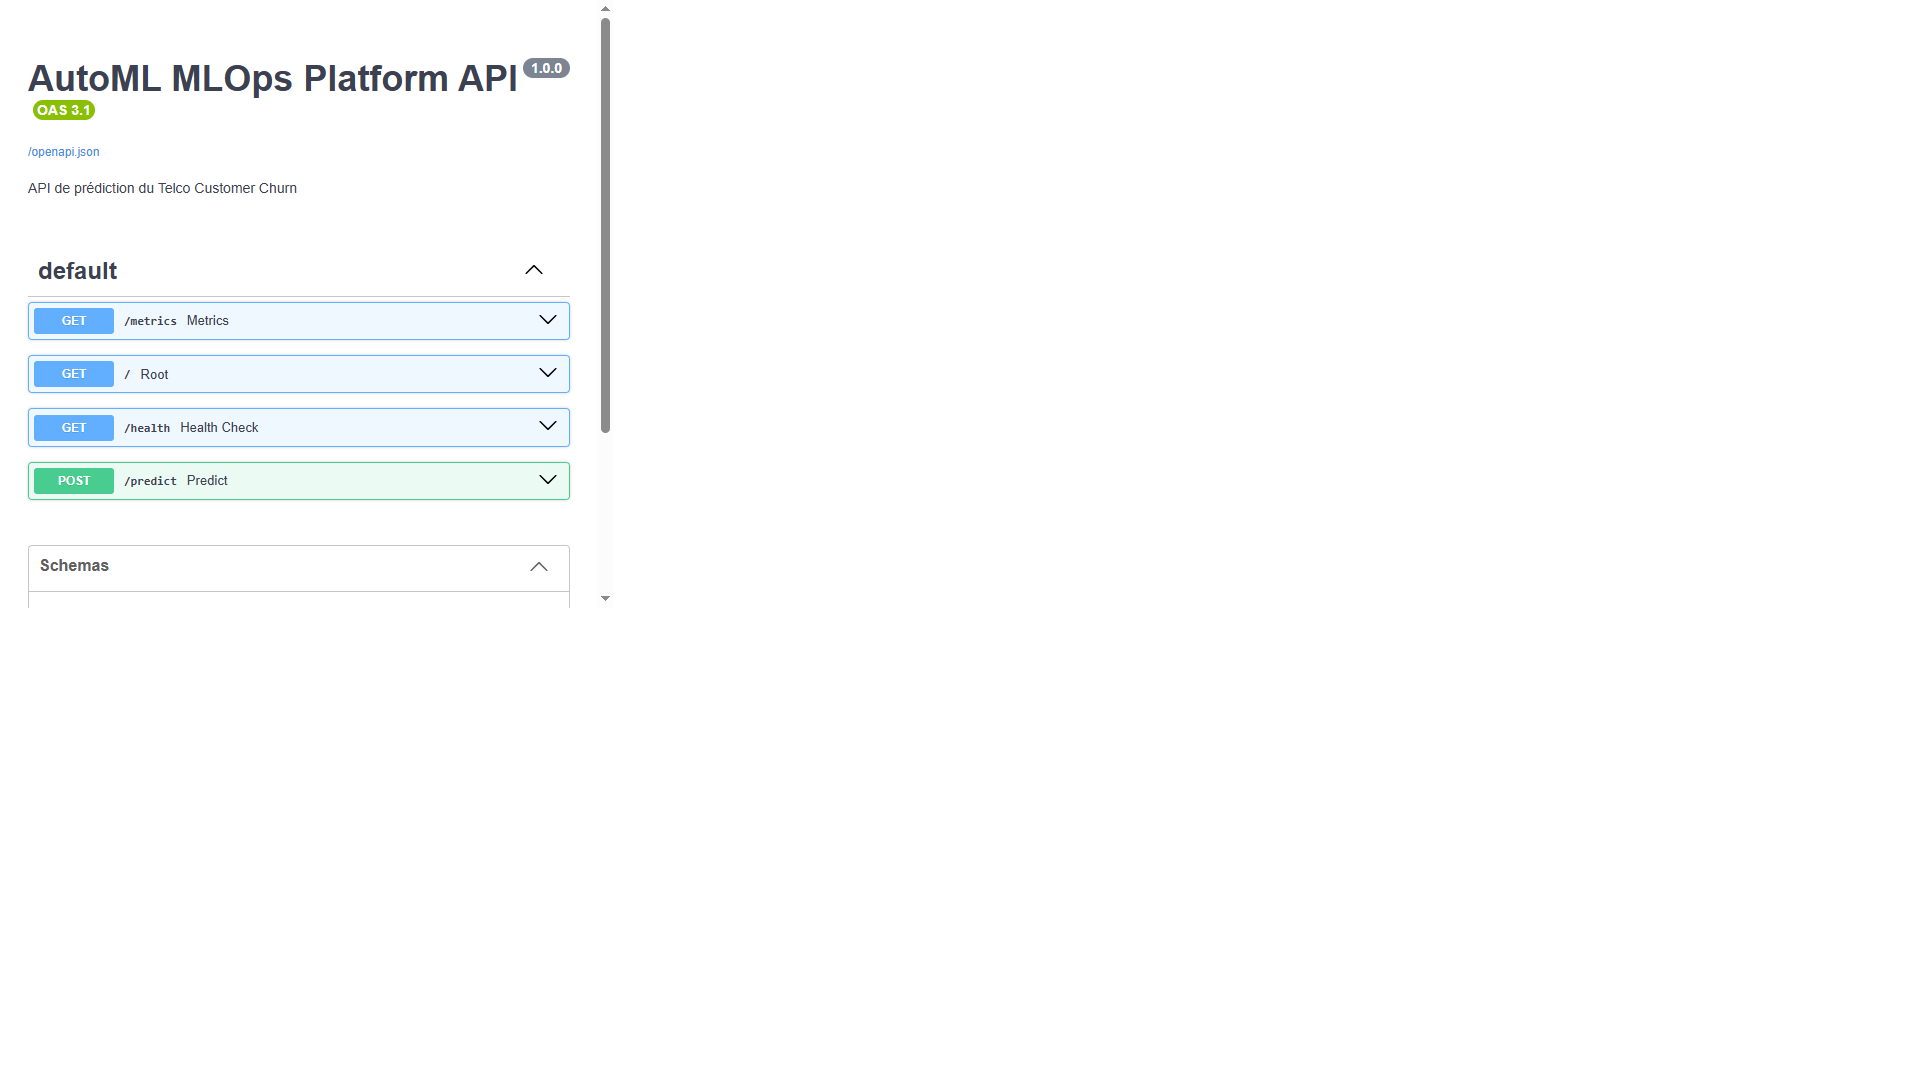 AutoML MLOps Platform API 1.0.0
OAS 3.1
/openapi.json
API de prédiction du Telco Customer Churn
default
GET /metrics Metrics
GET / Root
GET /health Health Check
POST /predict Predict
Schemas